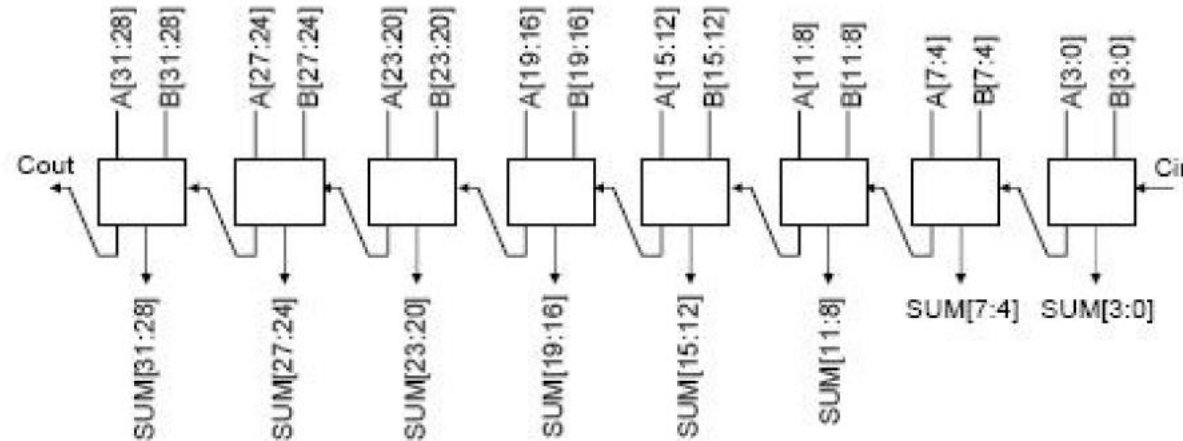 A[31:28]
B[31:28]
A[27:24]
B[27:24]
A[23:20]
B[23:20]
A[19:16]
B[19:16]
A[15:12]
B[15:12]
A[11:8]
B[11:8]
A[7:4]
B[7:4]
A[3:0]
B[3:0]
Cout
Ci
SUM[31:28]
SUM[27:24]
SUM[23:20]
SUM[19:16]
SUM[15:12]
SUM[11:8]
SUM[7:4]
SUM[3:0]